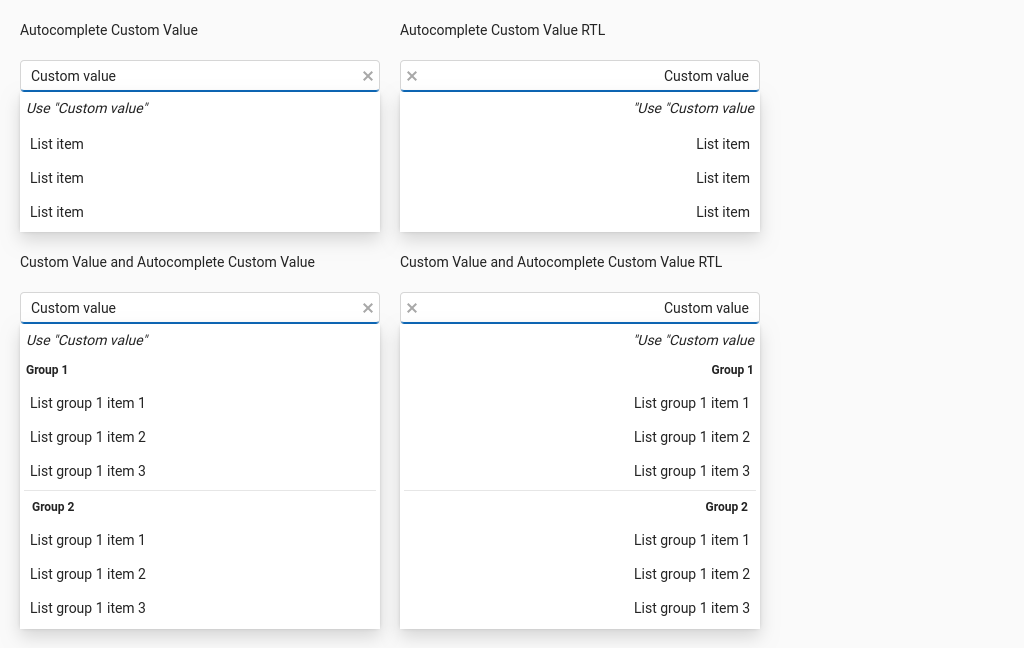 Autocomplete Custom Value
Custom value
Use "Custom value"
List item
List item
List item
Autocomplete Custom Value RTL
Custom value
"Use "Custom value
List item
List item
List item
Custom Value and Autocomplete Custom Value
Custom value
Use "Custom value"
Group 1
List group 1 item 1
List group 1 item 2
List group 1 item 3
Group 2
List group 1 item 1
List group 1 item 2
List group 1 item 3
Custom Value and Autocomplete Custom Value RTL
Custom value
"Use "Custom value
Group 1
List group 1 item 1
List group 1 item 2
List group 1 item 3
Group 2
List group 1 item 1
List group 1 item 2
List group 1 item 3